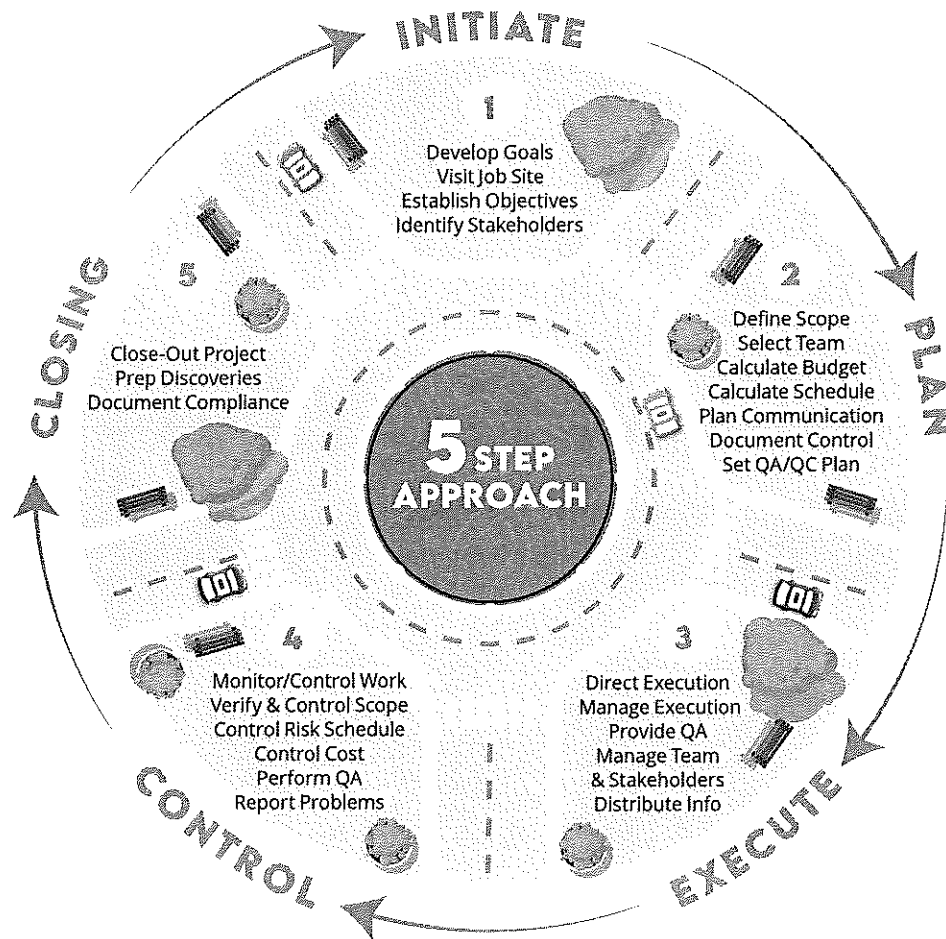 INITIATE
1
Develop Goals
Visit Job Site
Establish Objectives
Identify Stakeholders
PLAN
2
Define Scope
Select Team
Calculate Budget
Calculate Schedule
Plan Communication
Document Control
Set QA/QC Plan
EXECUTE
3
Direct Execution
Manage Execution
Provide QA
Manage Team
& Stakeholders
Distribute Info
CONTROL
4
Monitor/Control Work
Verify & Control Scope
Control Risk Schedule
Control Cost
Perform QA
Report Problems
CLOSING
5
Close-Out Project
Prep Discoveries
Document Compliance
5 STEP
APPROACH